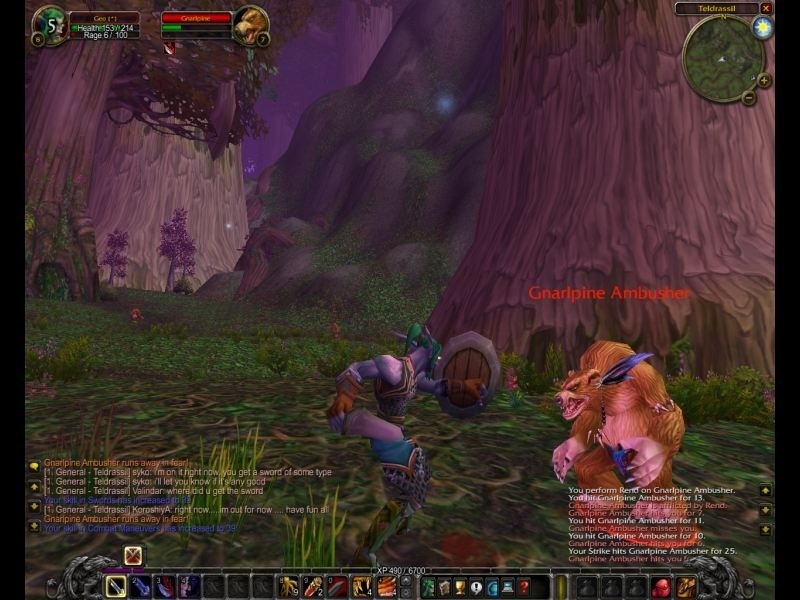 Geo (*)
Health 153 / 214
Rage 6 / 100
5
8
Gnarlpine
7
Teldrassil
N
Gnarlpine Ambusher
Gnarlpine Ambusher runs away in fear!
[1. General - Teldrassil] syko: i'm on it right now, you get a sword of some type
[1. General - Teldrassil] syko: i'll let you know if it's any good
[1. General - Teldrassil] Valindar: where did u get the sword
Your skill in Swords has increased to 39.
[1. General - Teldrassil] KoroshiyA: right now.... im out for now .... have fun all
Gnarlpine Ambusher runs away in fear!
Your skill in Combat Maneuvers has increased to 39.
You perform Rend on Gnarlpine Ambusher.
You hit Gnarlpine Ambusher for 13.
Gnarlpine Ambusher is afflicted by Rend.
Gnarlpine Ambusher hits you for 7.
You hit Gnarlpine Ambusher for 11.
Gnarlpine Ambusher misses you.
You hit Gnarlpine Ambusher for 10.
Gnarlpine Ambusher hits you for 6.
Your Strike hits Gnarlpine Ambusher for 25.
Gnarlpine Ambusher hits you for
XP 490 / 6700